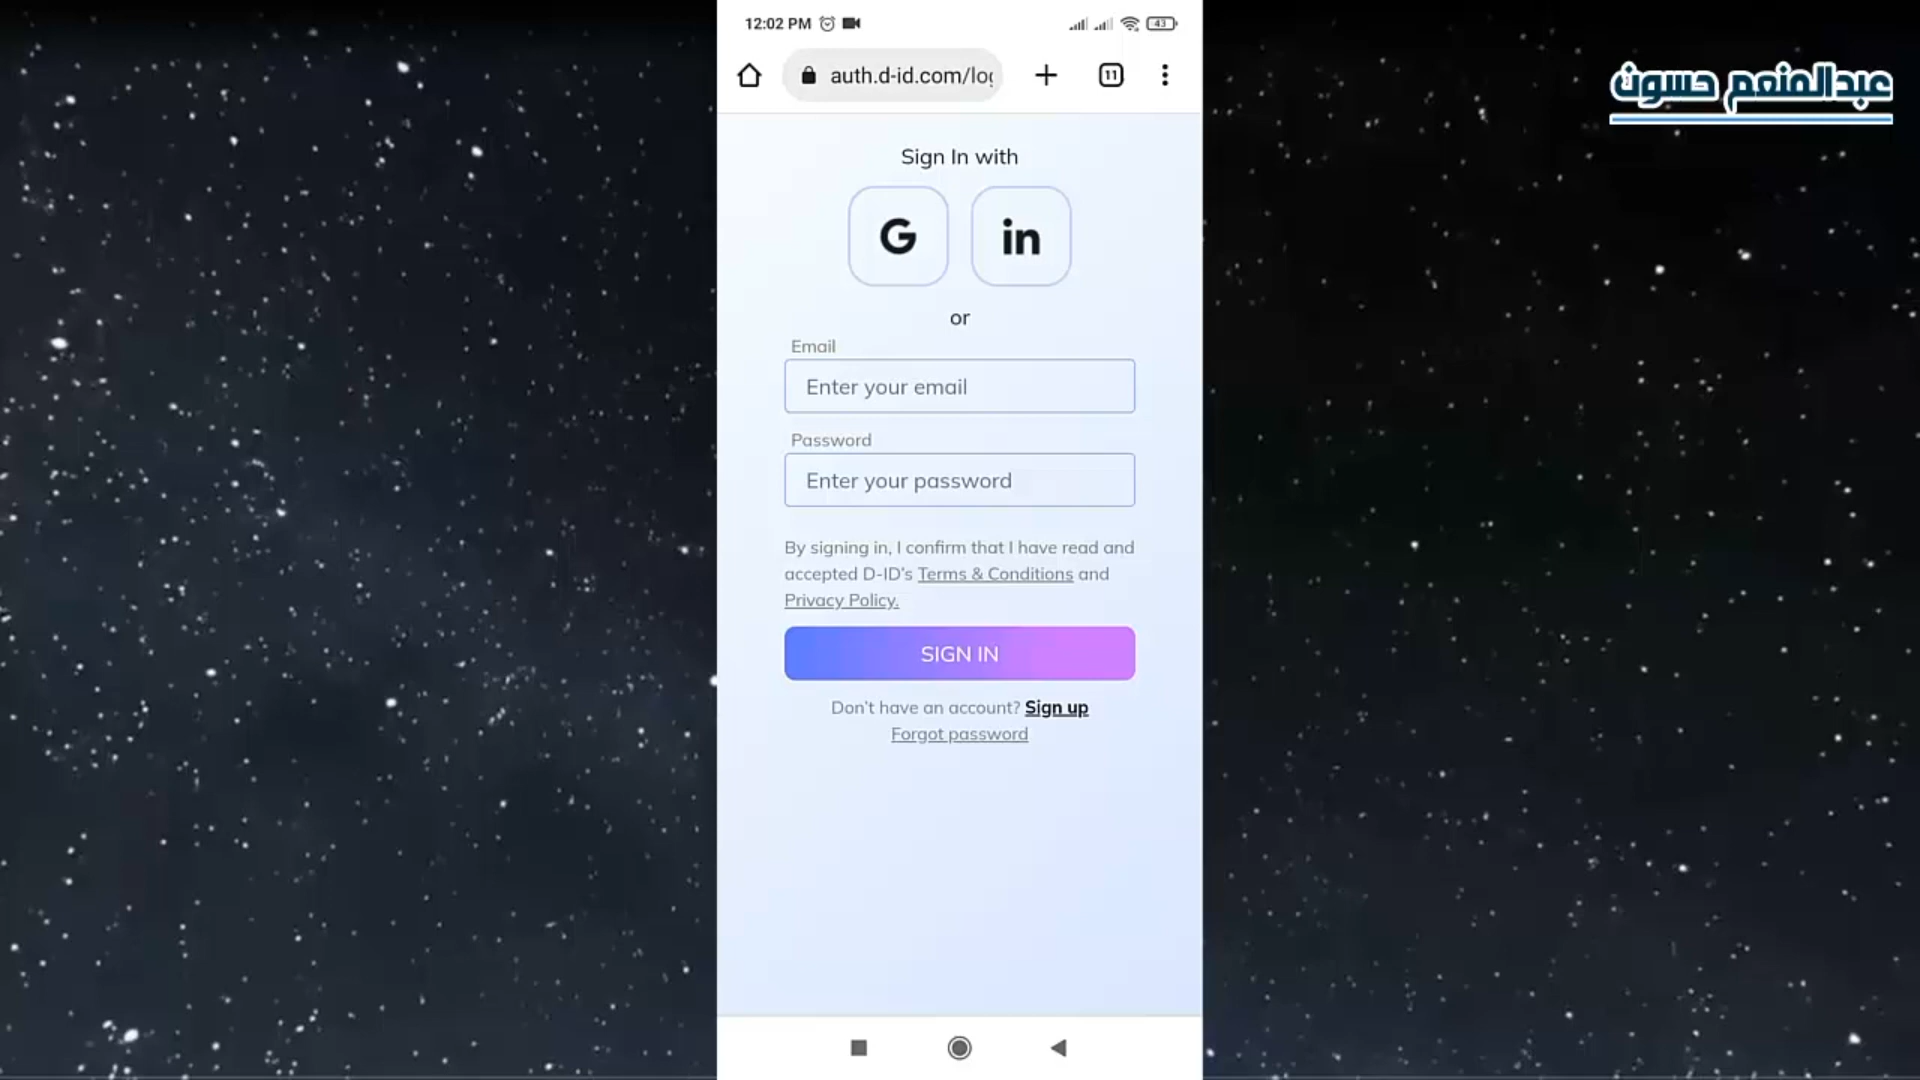 12:02 PM
43
auth.d-id.com/log
11
عبدالمنعم حسون
Sign In with
G
in
or
Email
Enter your email
Password
Enter your password
By signing in, I confirm that I have read and
accepted D-ID's Terms & Conditions and
Privacy Policy.
SIGN IN
Don't have an account? Sign up
Forgot password